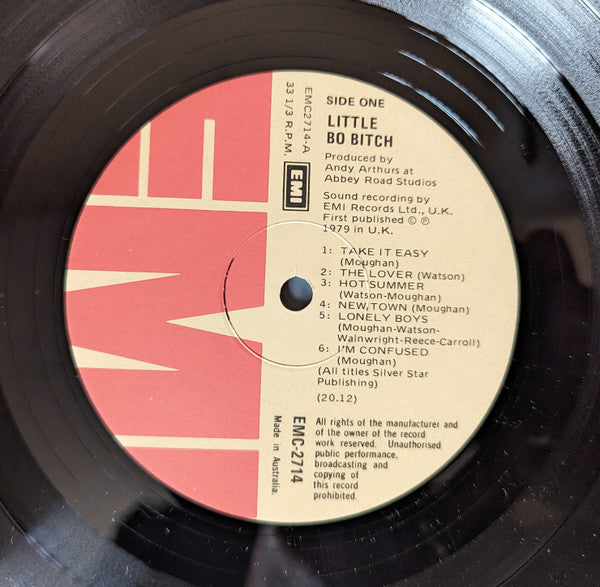 EMI
EMC2714-A
33 1/3 R.P.M.
EMI
SIDE ONE
LITTLE
BO BITCH
Produced by
Andy Arthurs at
Abbey Road Studios
Sound recording by
EMI Records Ltd., U.K.
First published © ℗
1979 in U.K.
1: TAKE IT EASY
(Moughan)
2: THE LOVER (Watson)
3: HOT SUMMER
(Watson-Moughan)
4: NEW TOWN (Moughan)
5: LONELY BOYS
(Moughan-Watson-
Wainwright-Reece-Carroll)
6: I'M CONFUSED
(Moughan)
(All titles Silver Star
Publishing)
(20.12)
EMC-2714
Made in Australia.
All rights of the manufacturer and
of the owner of the record
work reserved. Unauthorised
public performance,
broadcasting and
copying of
this record
prohibited.